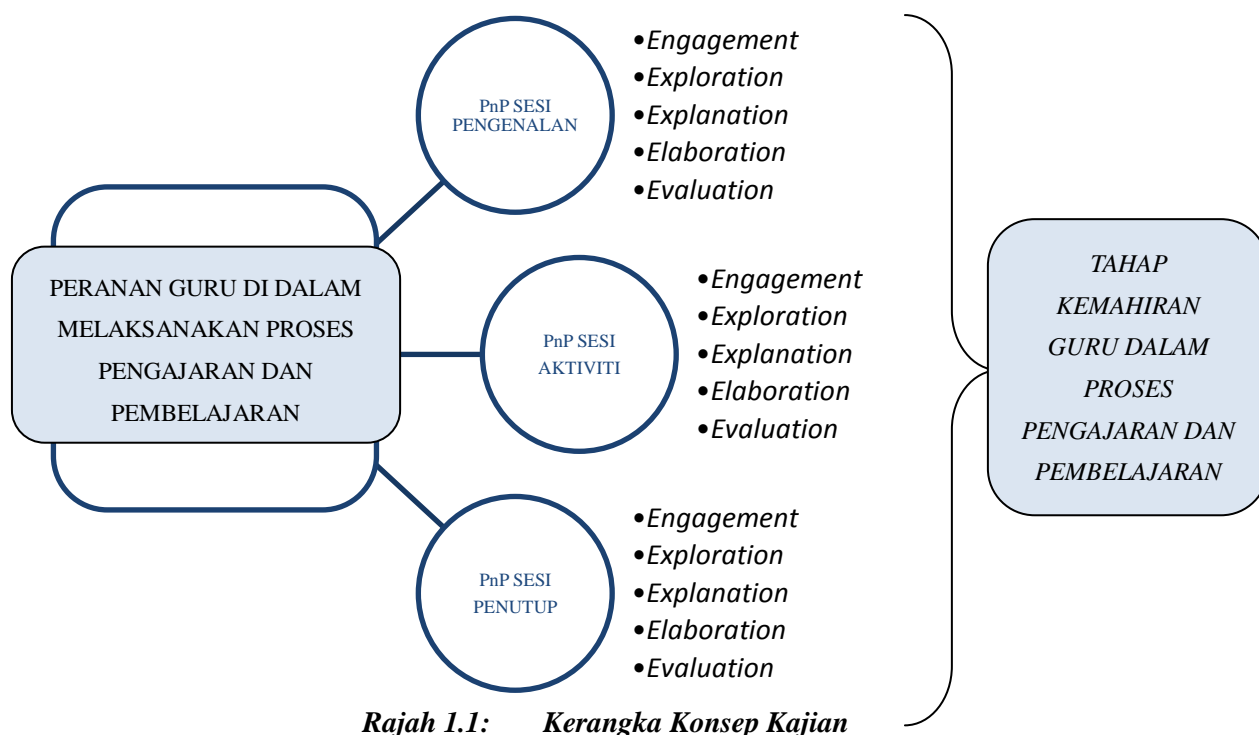 PERANAN GURU DI DALAM
MELAKSANAKAN PROSES
PENGAJARAN DAN
PEMBELAJARAN
PnP SESI
PENGENALAN
•Engagement
•Exploration
•Explanation
•Elaboration
•Evaluation
PnP SESI
AKTIVITI
•Engagement
•Exploration
•Explanation
•Elaboration
•Evaluation
PnP SESI
PENUTUP
•Engagement
•Exploration
•Explanation
•Elaboration
•Evaluation
TAHAP
KEMAHIRAN
GURU DALAM
PROSES
PENGAJARAN DAN
PEMBELAJARAN
Rajah 1.1: Kerangka Konsep Kajian